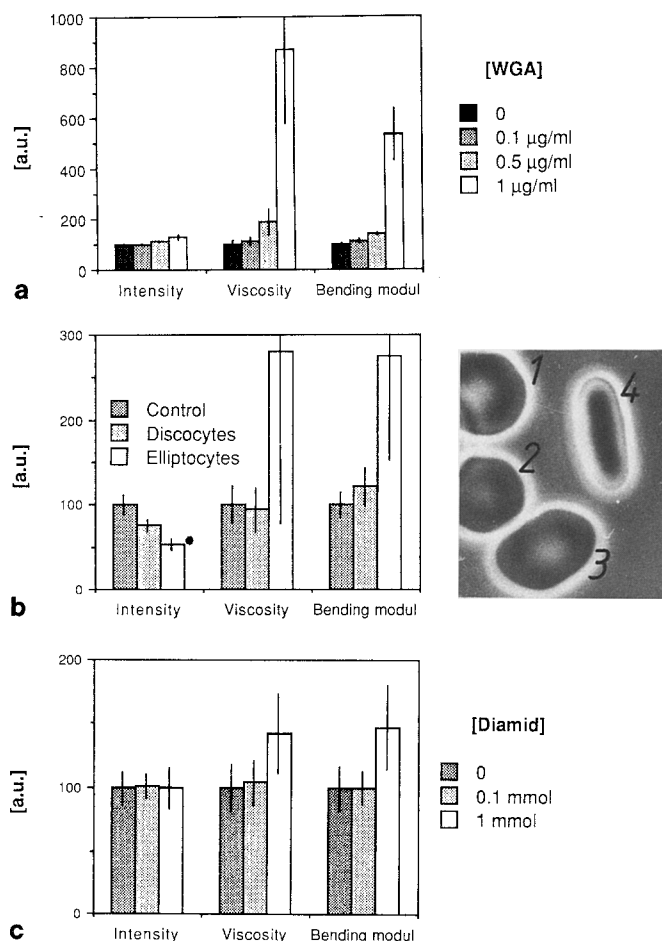 1 000
800
600
400
200
0
[a.u.]
Intensity
Viscosity
Bending modul
a
[WGA]
0
0.1 µg/ml
0.5 µg/ml
1 µg/ml
300
200
100
0
[a.u.]
Control
Discocytes
Elliptocytes
Intensity
Viscosity
Bending modul
b
1
2
3
4
200
100
0
[a.u.]
Intensity
Viscosity
Bending modul
c
[Diamid]
0
0.1 mmol
1 mmol